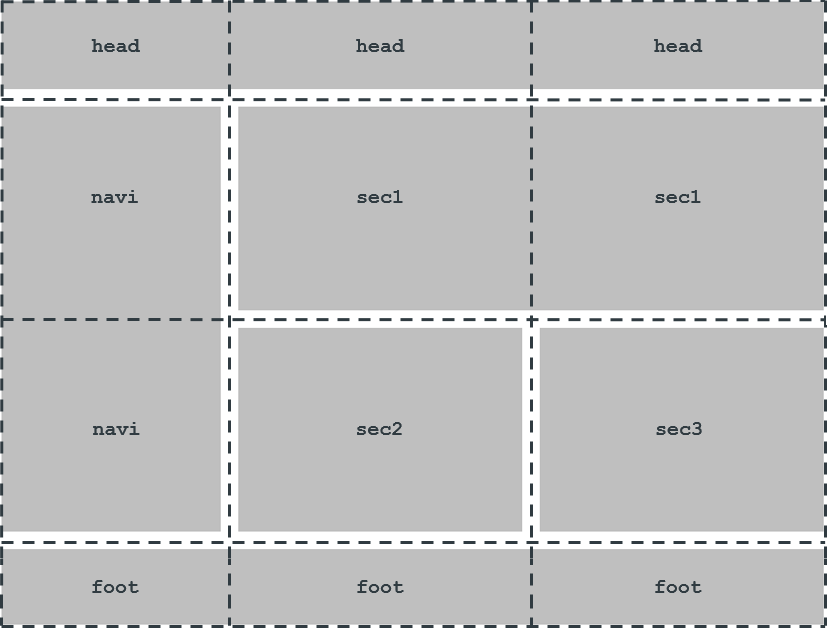 head head head
navi sec1 sec1
navi sec2 sec3
foot foot foot